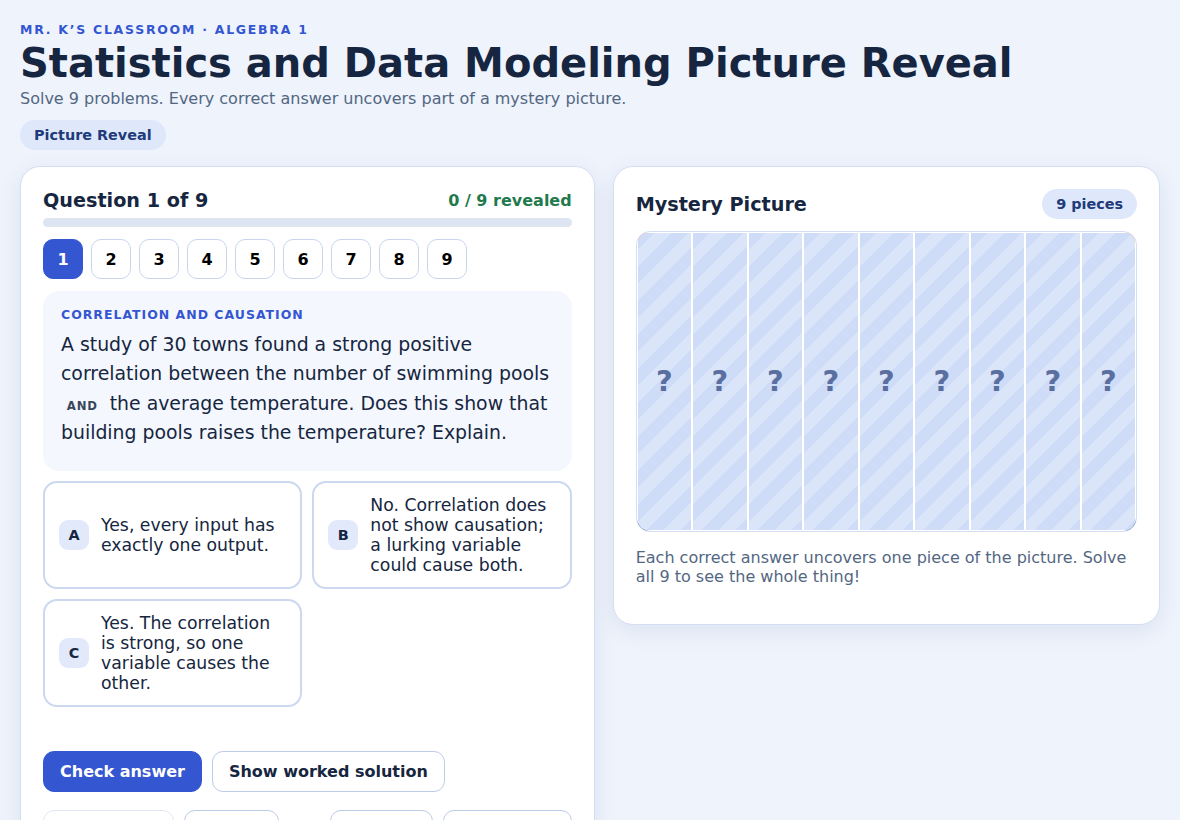 MR. K’S CLASSROOM · ALGEBRA 1
Statistics and Data Modeling Picture Reveal
Solve 9 problems. Every correct answer uncovers part of a mystery picture.
Picture Reveal
Question 1 of 9
0 / 9 revealed
1 2 3 4 5 6 7 8 9
CORRELATION AND CAUSATION
A study of 30 towns found a strong positive
correlation between the number of swimming pools
AND the average temperature. Does this show that
building pools raises the temperature? Explain.
A
Yes, every input has
exactly one output.
B
No. Correlation does
not show causation;
a lurking variable
could cause both.
C
Yes. The correlation
is strong, so one
variable causes the
other.
Check answer
Show worked solution
Mystery Picture
9 pieces
? ? ? ? ? ? ? ? ?
Each correct answer uncovers one piece of the picture. Solve
all 9 to see the whole thing!